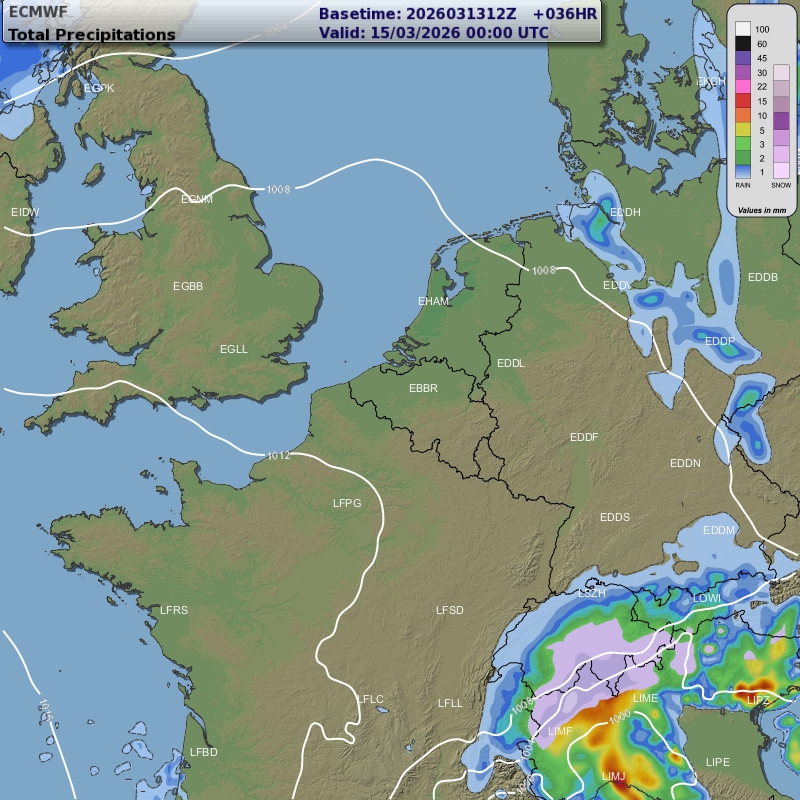 ECMWF
Basetime: 2026031312Z +036HR
Total Precipitations
Valid: 15/03/2026 00:00 UTC
100
60
45
30
22
15
10
5
3
2
1
RAIN SNOW
Values in mm
EGPK
EKCH
EIDW
EGNM
1008
EDDH
EGBB
1008
EDDB
EHAM
EGLL
EDDP
EDDL
EBBR
EDDF
1012
EDDN
LFPG
EDDS
EDDM
LSZH
LOWI
LFRS
LFSD
LFLC
LFLL
LIME
LIPZ
1016
1008
1000
LIMF
LFBD
LIPE
LIMJ